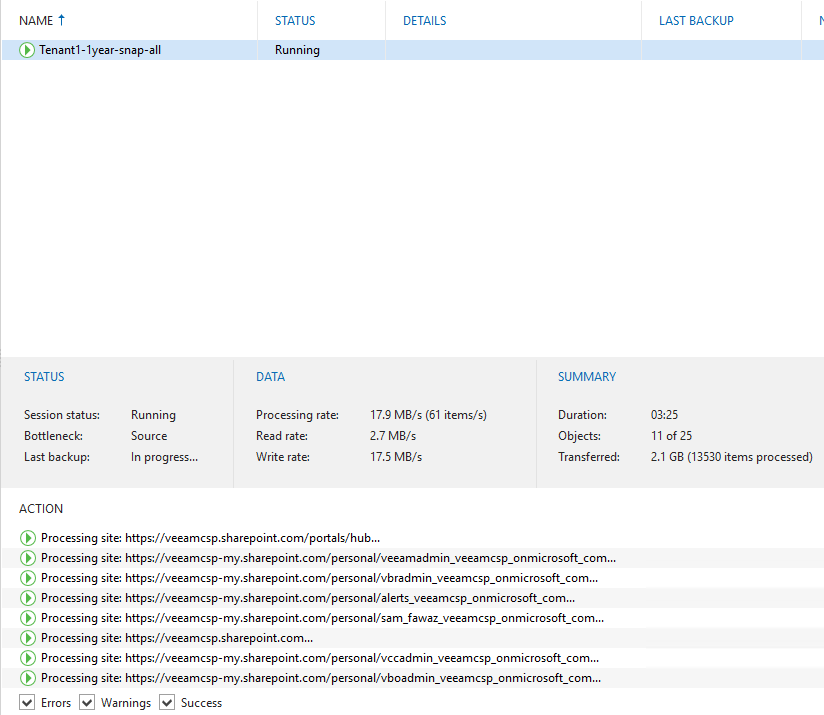 NAME ↑ STATUS DETAILS LAST BACKUP
Tenant1-1year-snap-all Running
STATUS DATA SUMMARY
Session status: Running Processing rate: 17.9 MB/s (61 items/s) Duration: 03:25
Bottleneck: Source Read rate: 2.7 MB/s Objects: 11 of 25
Last backup: In progress... Write rate: 17.5 MB/s Transferred: 2.1 GB (13530 items processed)
ACTION
Processing site: https://veeamcsp.sharepoint.com/portals/hub...
Processing site: https://veeamcsp-my.sharepoint.com/personal/veeamadmin_veeamcsp_onmicrosoft_com...
Processing site: https://veeamcsp-my.sharepoint.com/personal/vbradmin_veeamcsp_onmicrosoft_com...
Processing site: https://veeamcsp-my.sharepoint.com/personal/alerts_veeamcsp_onmicrosoft_com...
Processing site: https://veeamcsp-my.sharepoint.com/personal/sam_fawaz_veeamcsp_onmicrosoft_com...
Processing site: https://veeamcsp.sharepoint.com...
Processing site: https://veeamcsp-my.sharepoint.com/personal/vccadmin_veeamcsp_onmicrosoft_com...
Processing site: https://veeamcsp-my.sharepoint.com/personal/vboadmin_veeamcsp_onmicrosoft_com...
Errors Warnings Success